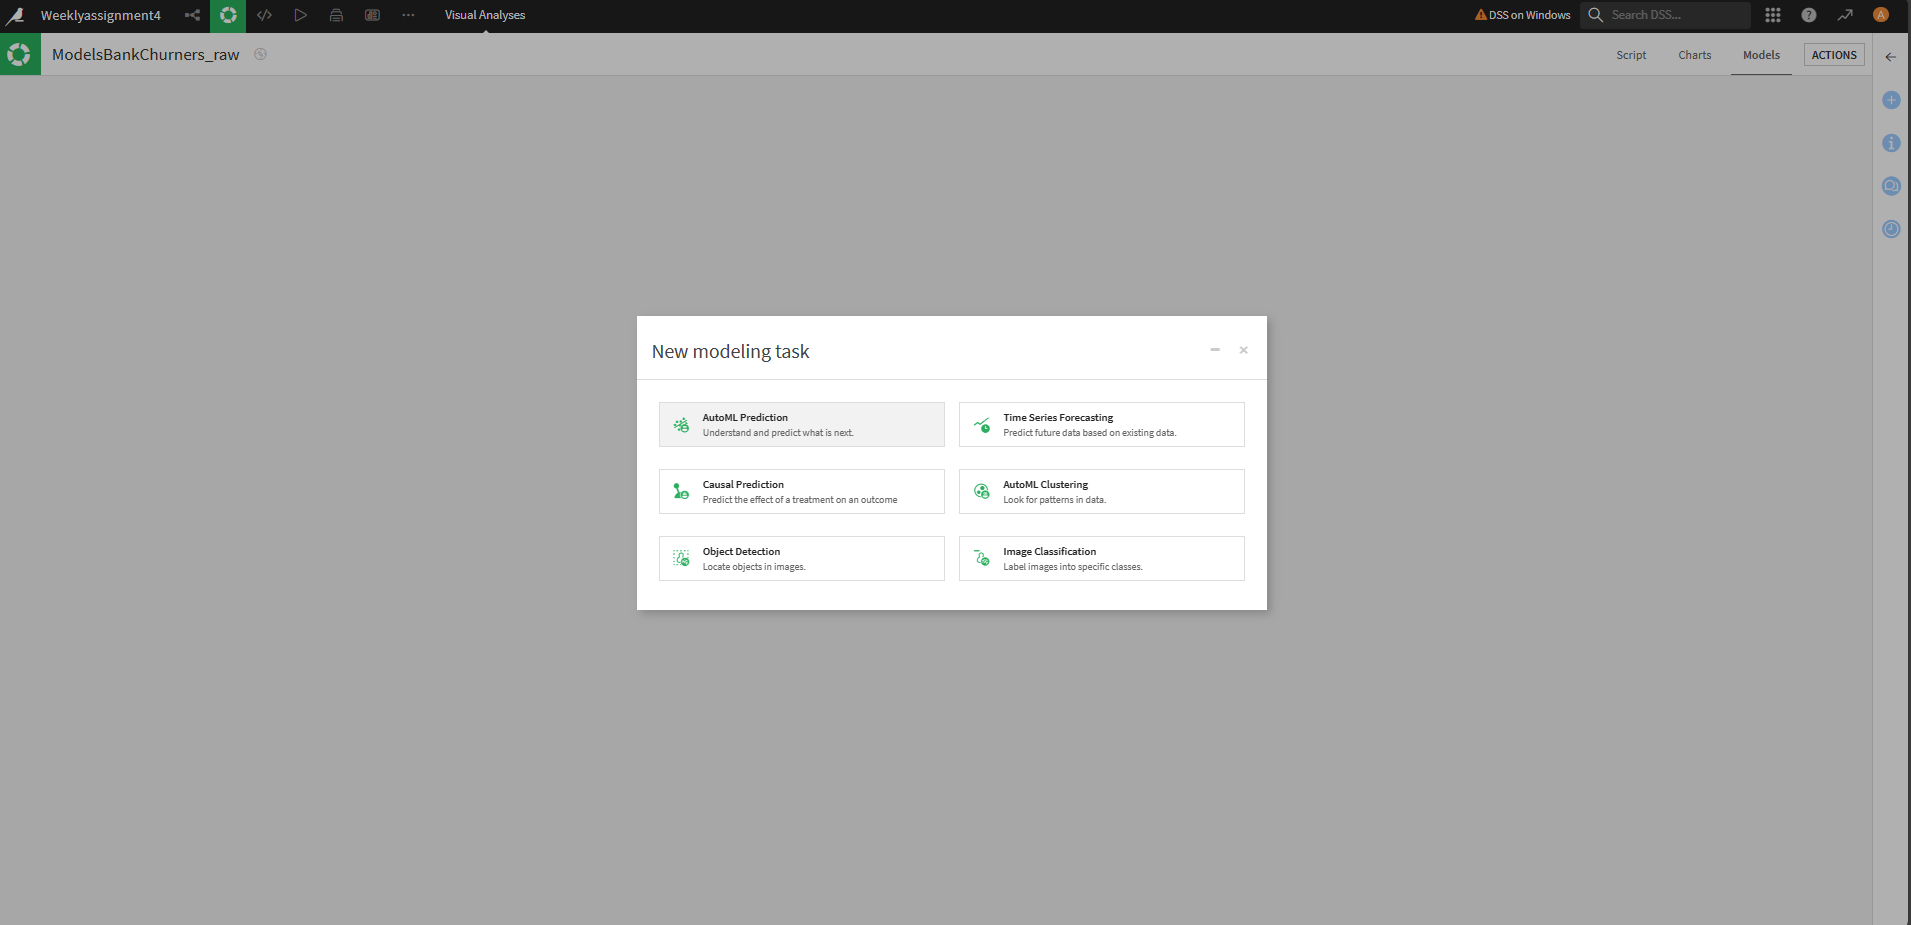 Weeklyassignment4
Visual Analyses
DSS on Windows
Search DSS...
?
A
ModelsBankChurners_raw
Script
Charts
Models
ACTIONS
New modeling task
AutoML Prediction
Understand and predict what is next.
Time Series Forecasting
Predict future data based on existing data.
Causal Prediction
Predict the effect of a treatment on an outcome
AutoML Clustering
Look for patterns in data.
Object Detection
Locate objects in images.
Image Classification
Label images into specific classes.